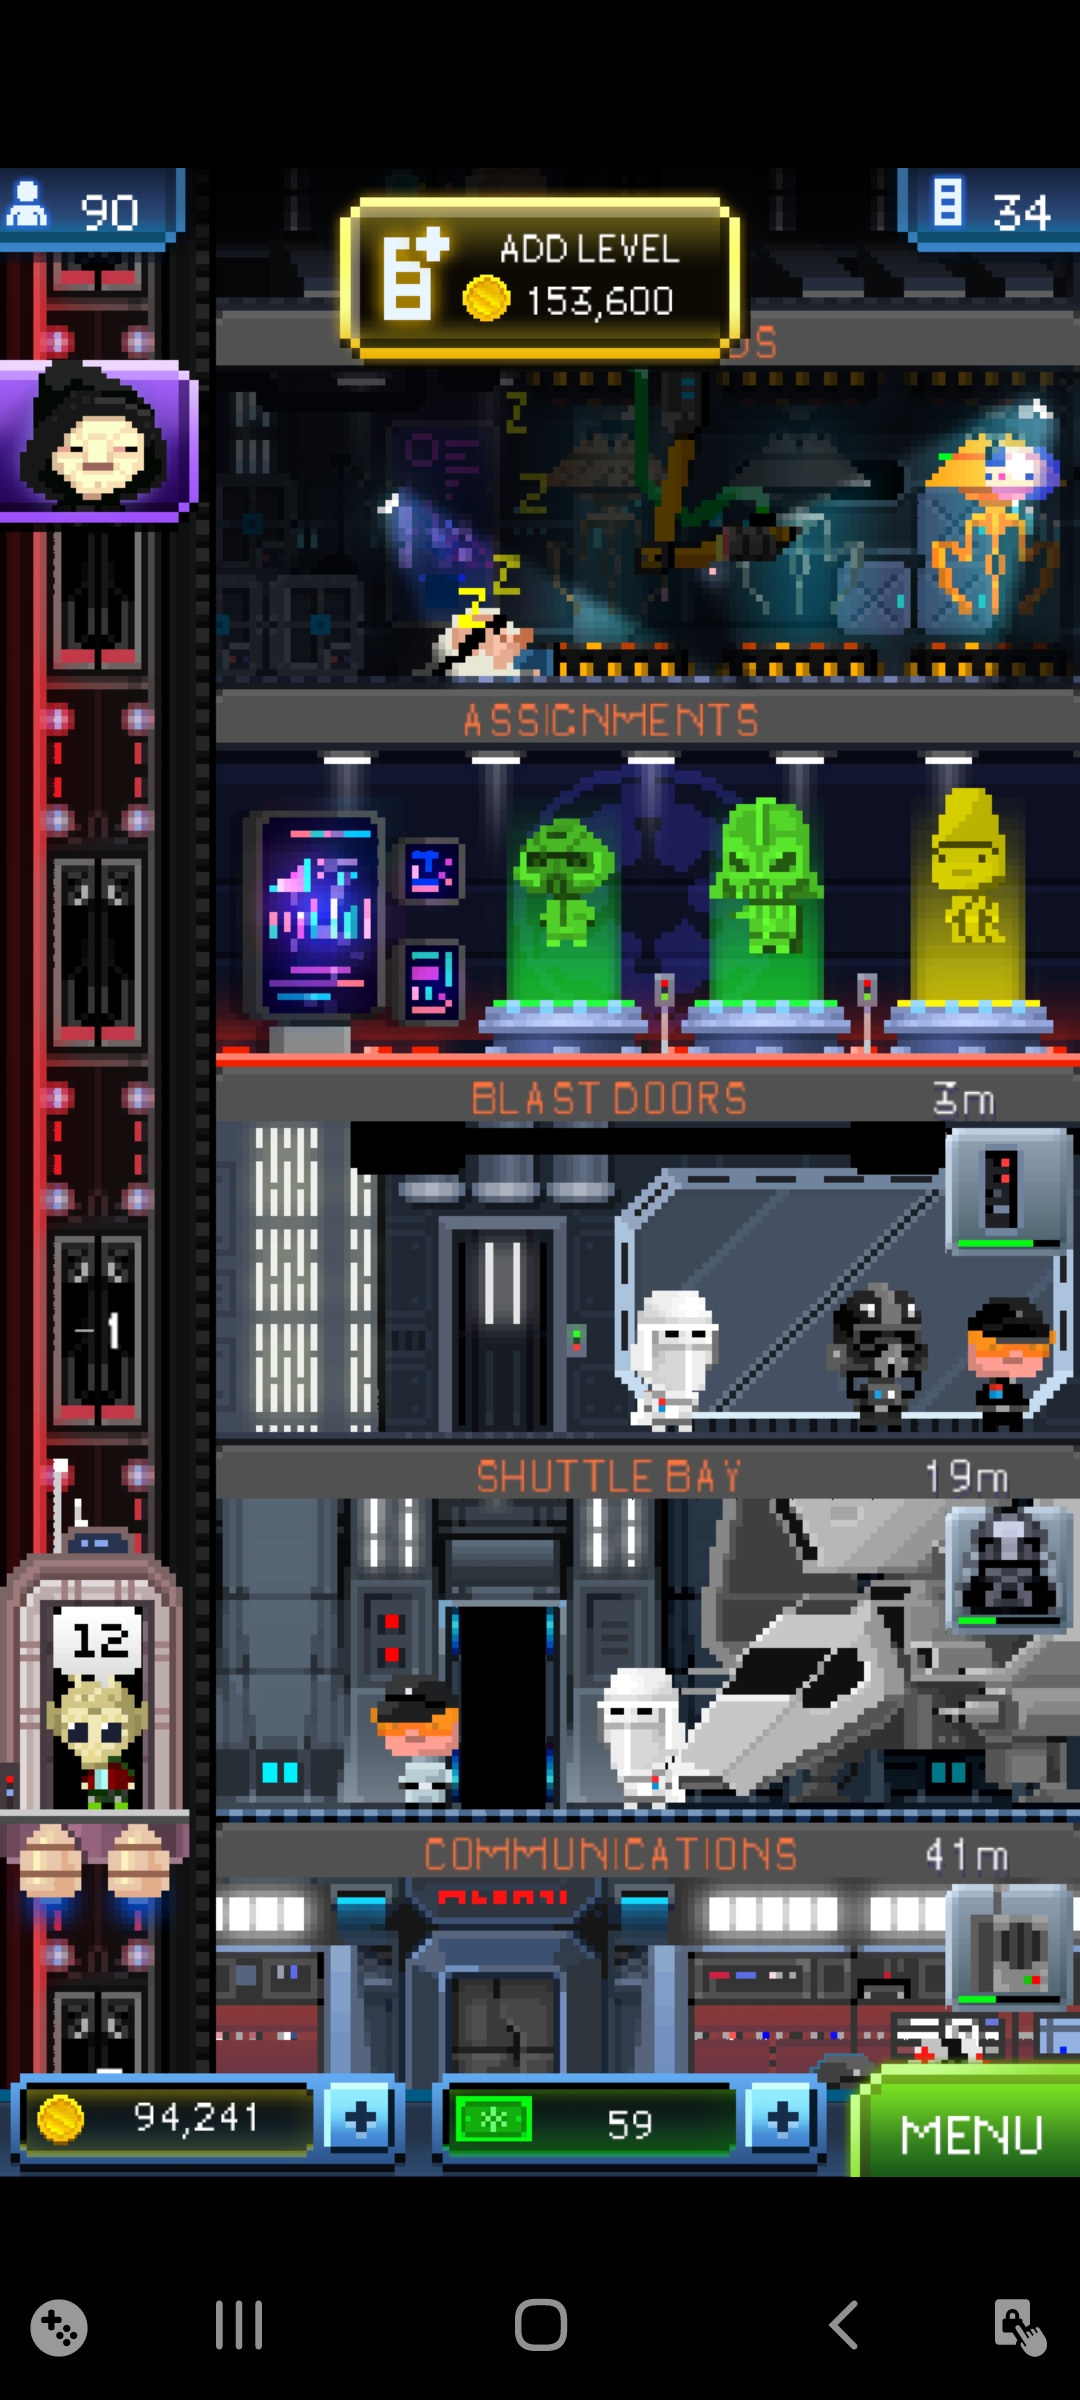 90
ADD LEVEL
153,600
34
Z
Z
Z
Z
ASSIGNMENTS
BLAST DOORS 3m
-1
SHUTTLE BAY 19m
12
COMMUNICATIONS 41m
94,241
59
MENU